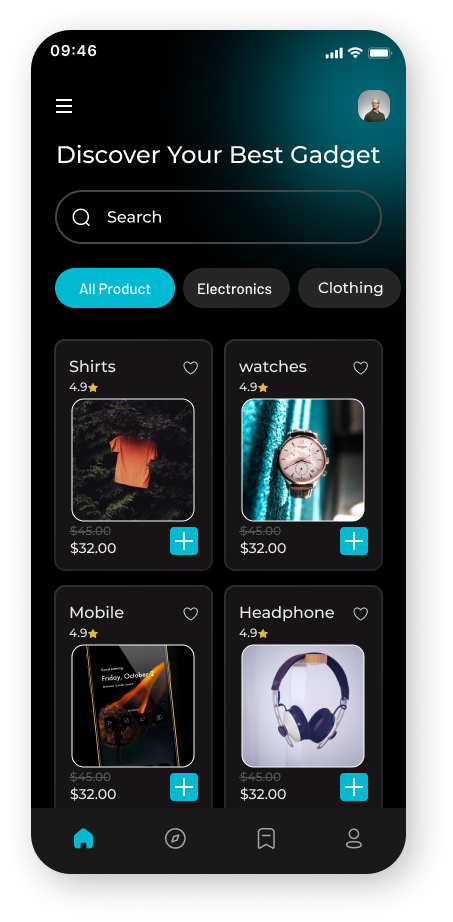 09:46
Discover Your Best Gadget
Search
All Product
Electronics
Clothing
Shirts
4.9
watches
4.9
$45.00
$32.00
$45.00
$32.00
Mobile
4.9
Headphone
4.9
Good evening,
Friday, October 2
$45.00
$32.00
$45.00
$32.00